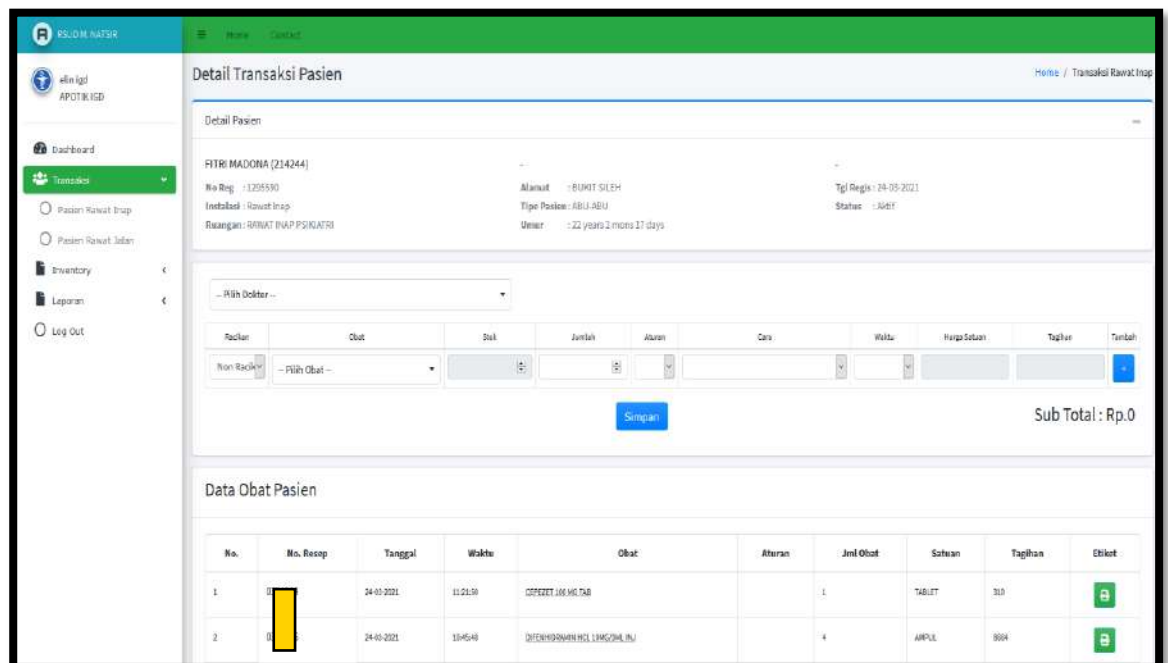 RSUD M. NATSIR
Home Contact
elin igd
APOTIK IGD
Dashboard
Transaksi
Pasien Rawat Inap
Pasien Rawat Jalan
Inventory
Laporan
Log Out
Detail Transaksi Pasien
Home / Transaksi Rawat Inap
Detail Pasien
FITRI MADONA (214244)
- -
No Reg :
Alamat : BUKIT SILEH
Tgl Regis : 24-03-2021
Instalasi : Rawat Inap
Tipe Pasien : ABU-ABU
Status : Aktif
Ruangan : RAWAT INAP PSIKIATRI
Umur : 22 years 2 mons 17 days
-- Pilih Dokter --
Racikan Obat Stok Jumlah Aturan Cara Waktu Harga Satuan Tagihan Tambah
Non Racik -- Pilih Obat -- +
Simpan
Sub Total : Rp.0
Data Obat Pasien
No. No. Resep Tanggal Waktu Obat Aturan Jml Obat Satuan Tagihan Etiket
1 24-03-2021 11:21:50 CEPEZET 100 MG TAB 1 TABLET 310
2 24-03-2021 DIFENHIDRAMIN HCL 10MG/1ML INJ 4 AMPUL